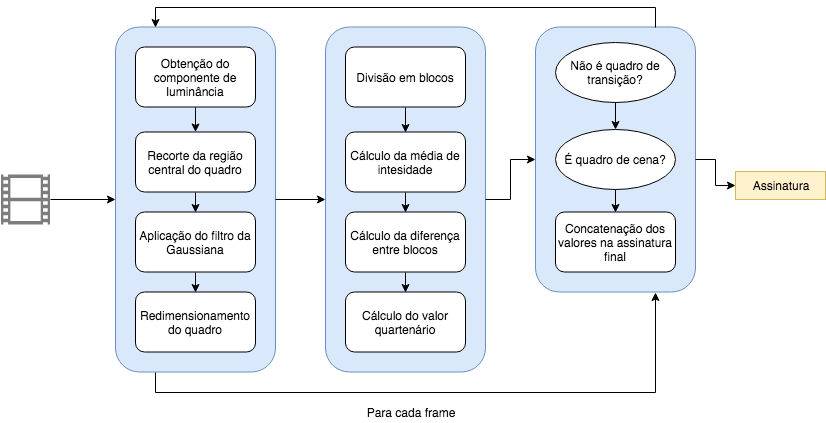 Obtenção do
componente de
luminância
Recorte da região
central do quadro
Aplicação do filtro da
Gaussiana
Redimensionamento
do quadro
Divisão em blocos
Cálculo da média de
intesidade
Cálculo da diferença
entre blocos
Cálculo do valor
quartenário
Não é quadro de
transição?
É quadro de cena?
Concatenação dos
valores na assinatura
final
Assinatura
Para cada frame